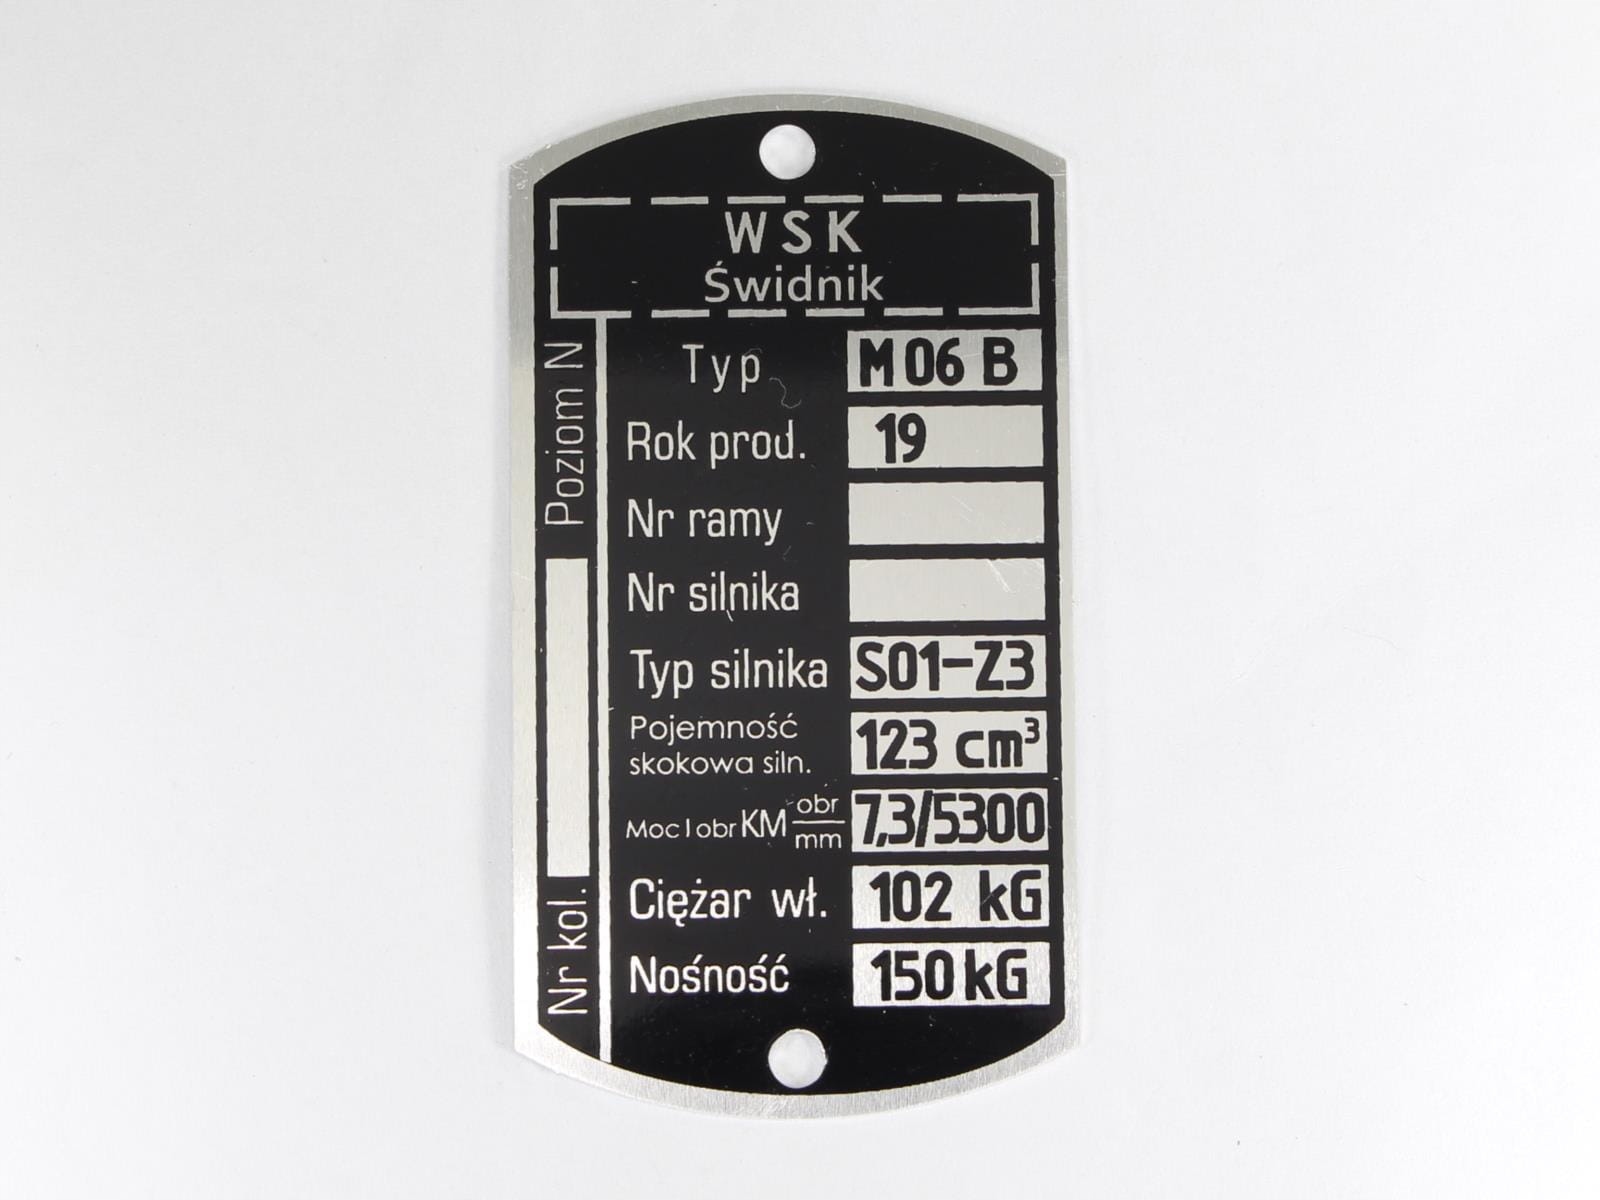 WSK
Świdnik
Typ M06 B
Rok prod. 19
Nr ramy
Nr silnika
Typ silnika S01-Z3
Pojemność
skokowa siln. 123 cm³
Moc I obr KM obr/mm 7,3/5300
Ciężar wł. 102 kG
Nośność 150 kG
Nr kol. Poziom N